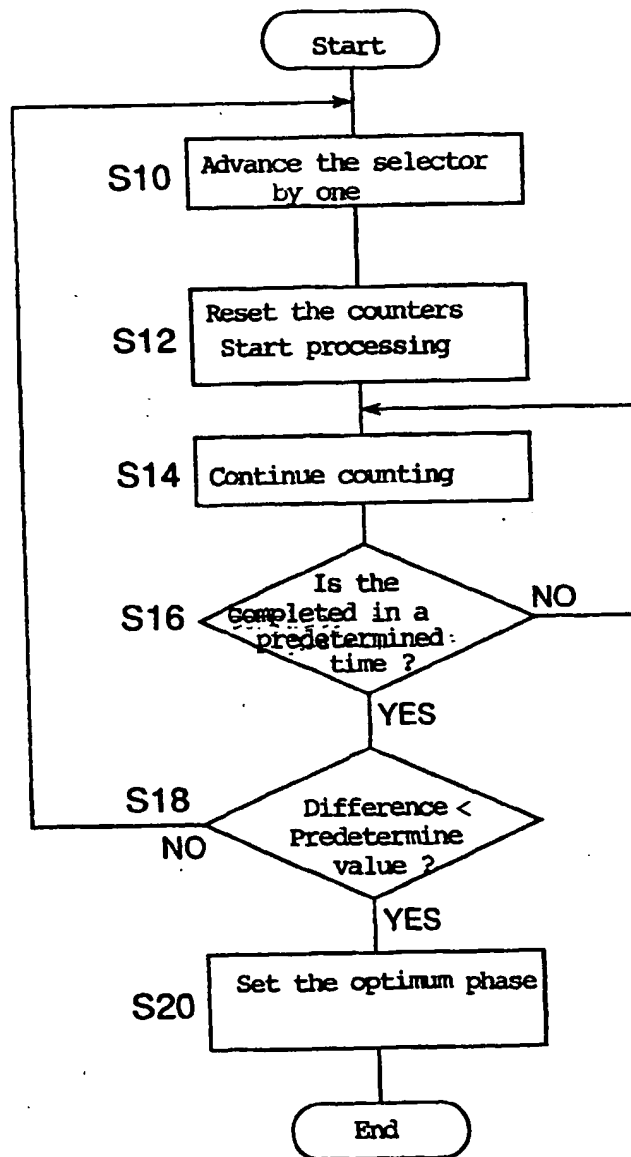 Start
S10
Advance the selector
by one
S12
Reset the counters
Start processing
S14
Continue counting
S16
Is the
completed in a
predetermined
time ?
NO
YES
S18
Difference <
Predetermine
value ?
NO
YES
S20
Set the optimum phase
End